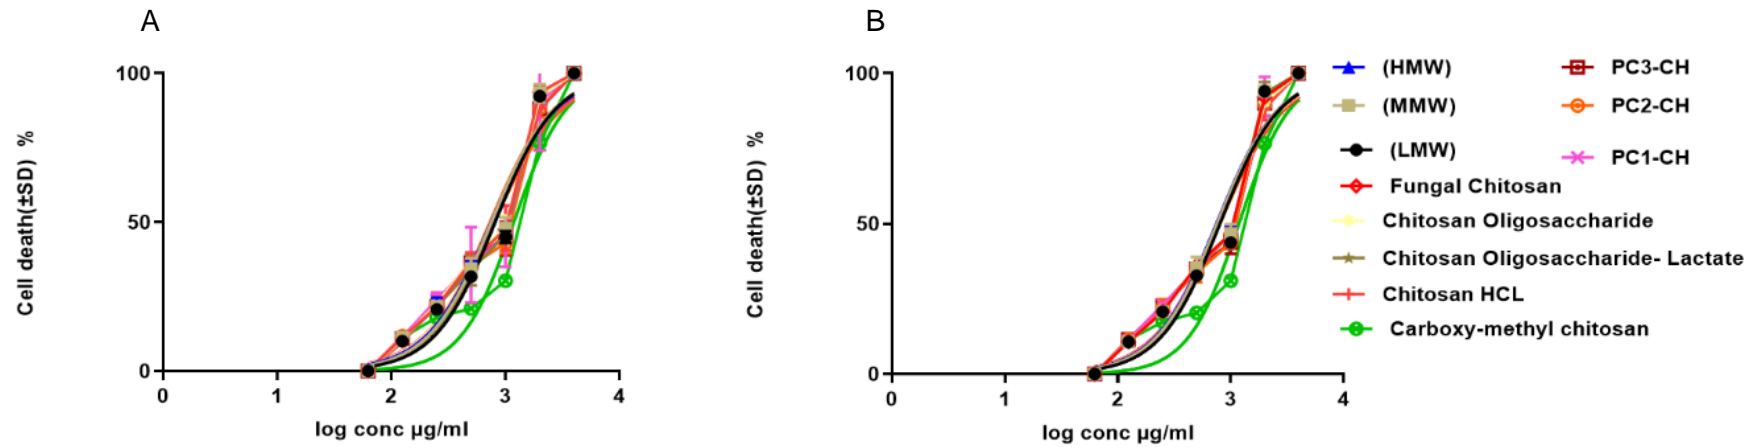 A
100
50
0
0
1
2
3
4
Cell death(±SD) %
log conc µg/ml
B
100
50
0
0
1
2
3
4
Cell death(±SD) %
log conc µg/ml
(HMW)
(MMW)
(LMW)
Fungal Chitosan
Chitosan Oligosaccharide
Chitosan Oligosaccharide- Lactate
Chitosan HCL
Carboxy-methyl chitosan
PC3-CH
PC2-CH
PC1-CH